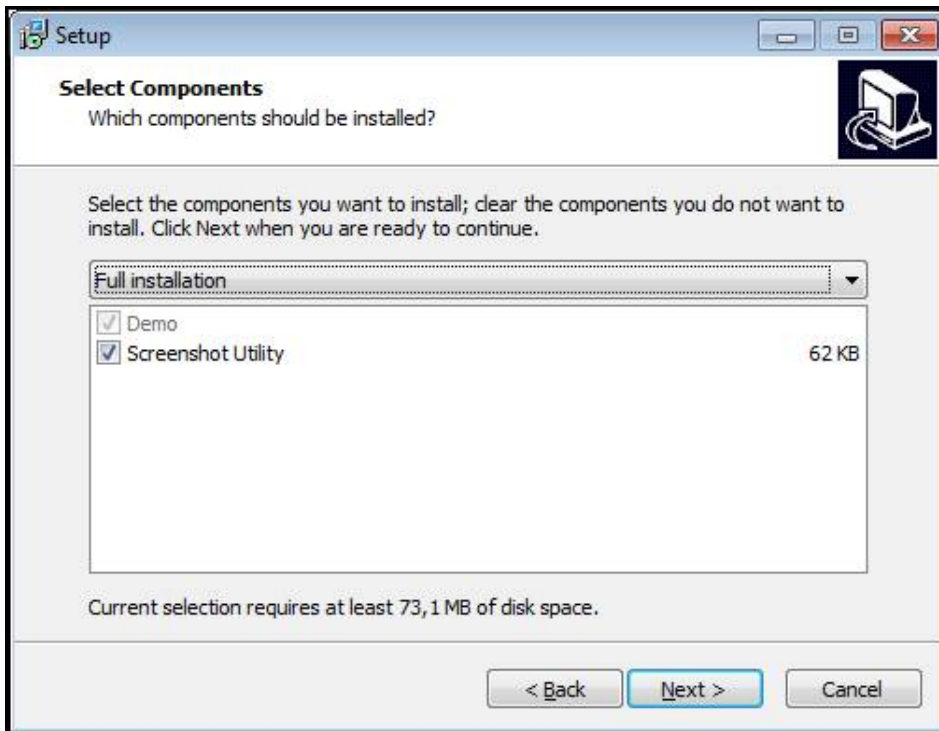 Setup
Select Components
Which components should be installed?
Select the components you want to install; clear the components you do not want to
install. Click Next when you are ready to continue.
Full installation
Demo
Screenshot Utility 62 KB
Current selection requires at least 73,1 MB of disk space.
< Back Next > Cancel